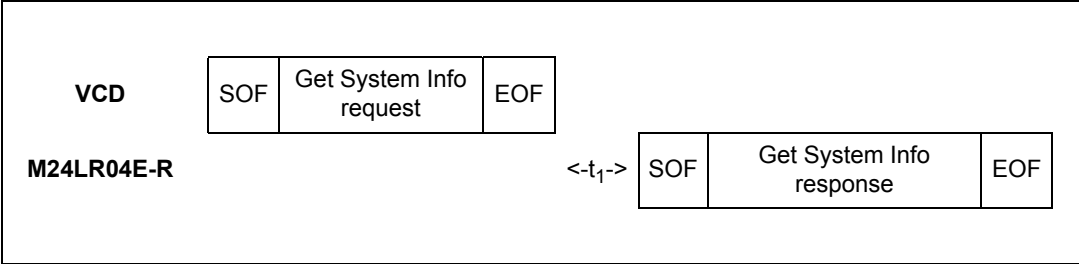 VCD SOF Get System Info request EOF
M24LR04E-R <-t1-> SOF Get System Info response EOF